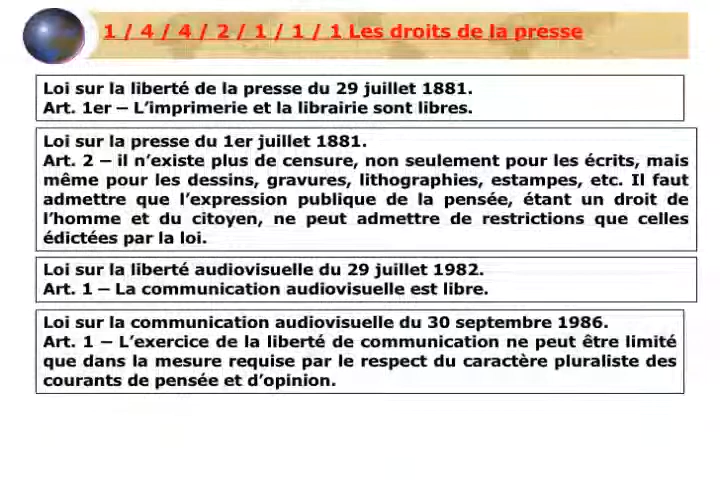 1 / 4 / 4 / 2 / 1 / 1 / 1 Les droits de la presse
Loi sur la liberté de la presse du 29 juillet 1881.
Art. 1er – L’imprimerie et la librairie sont libres.
Loi sur la presse du 1er juillet 1881.
Art. 2 – il n’existe plus de censure, non seulement pour les écrits, mais
même pour les dessins, gravures, lithographies, estampes, etc. Il faut
admettre que l’expression publique de la pensée, étant un droit de
l’homme et du citoyen, ne peut admettre de restrictions que celles
édictées par la loi.
Loi sur la liberté audiovisuelle du 29 juillet 1982.
Art. 1 – La communication audiovisuelle est libre.
Loi sur la communication audiovisuelle du 30 septembre 1986.
Art. 1 – L’exercice de la liberté de communication ne peut être limité
que dans la mesure requise par le respect du caractère pluraliste des
courants de pensée et d’opinion.